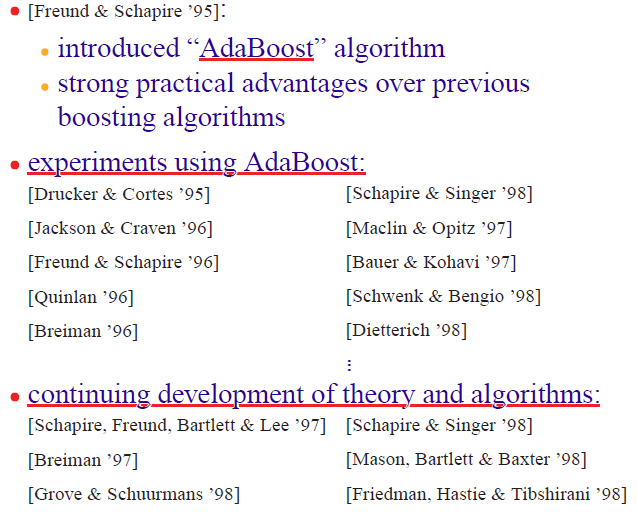 [Freund & Schapire ’95]:
introduced “AdaBoost” algorithm
strong practical advantages over previous
boosting algorithms
experiments using AdaBoost:
[Drucker & Cortes ’95] [Schapire & Singer ’98]
[Jackson & Craven ’96] [Maclin & Opitz ’97]
[Freund & Schapire ’96] [Bauer & Kohavi ’97]
[Quinlan ’96] [Schwenk & Bengio ’98]
[Breiman ’96] [Dietterich ’98]
⋮
continuing development of theory and algorithms:
[Schapire, Freund, Bartlett & Lee ’97] [Schapire & Singer ’98]
[Breiman ’97] [Mason, Bartlett & Baxter ’98]
[Grove & Schuurmans ’98] [Friedman, Hastie & Tibshirani ’98]